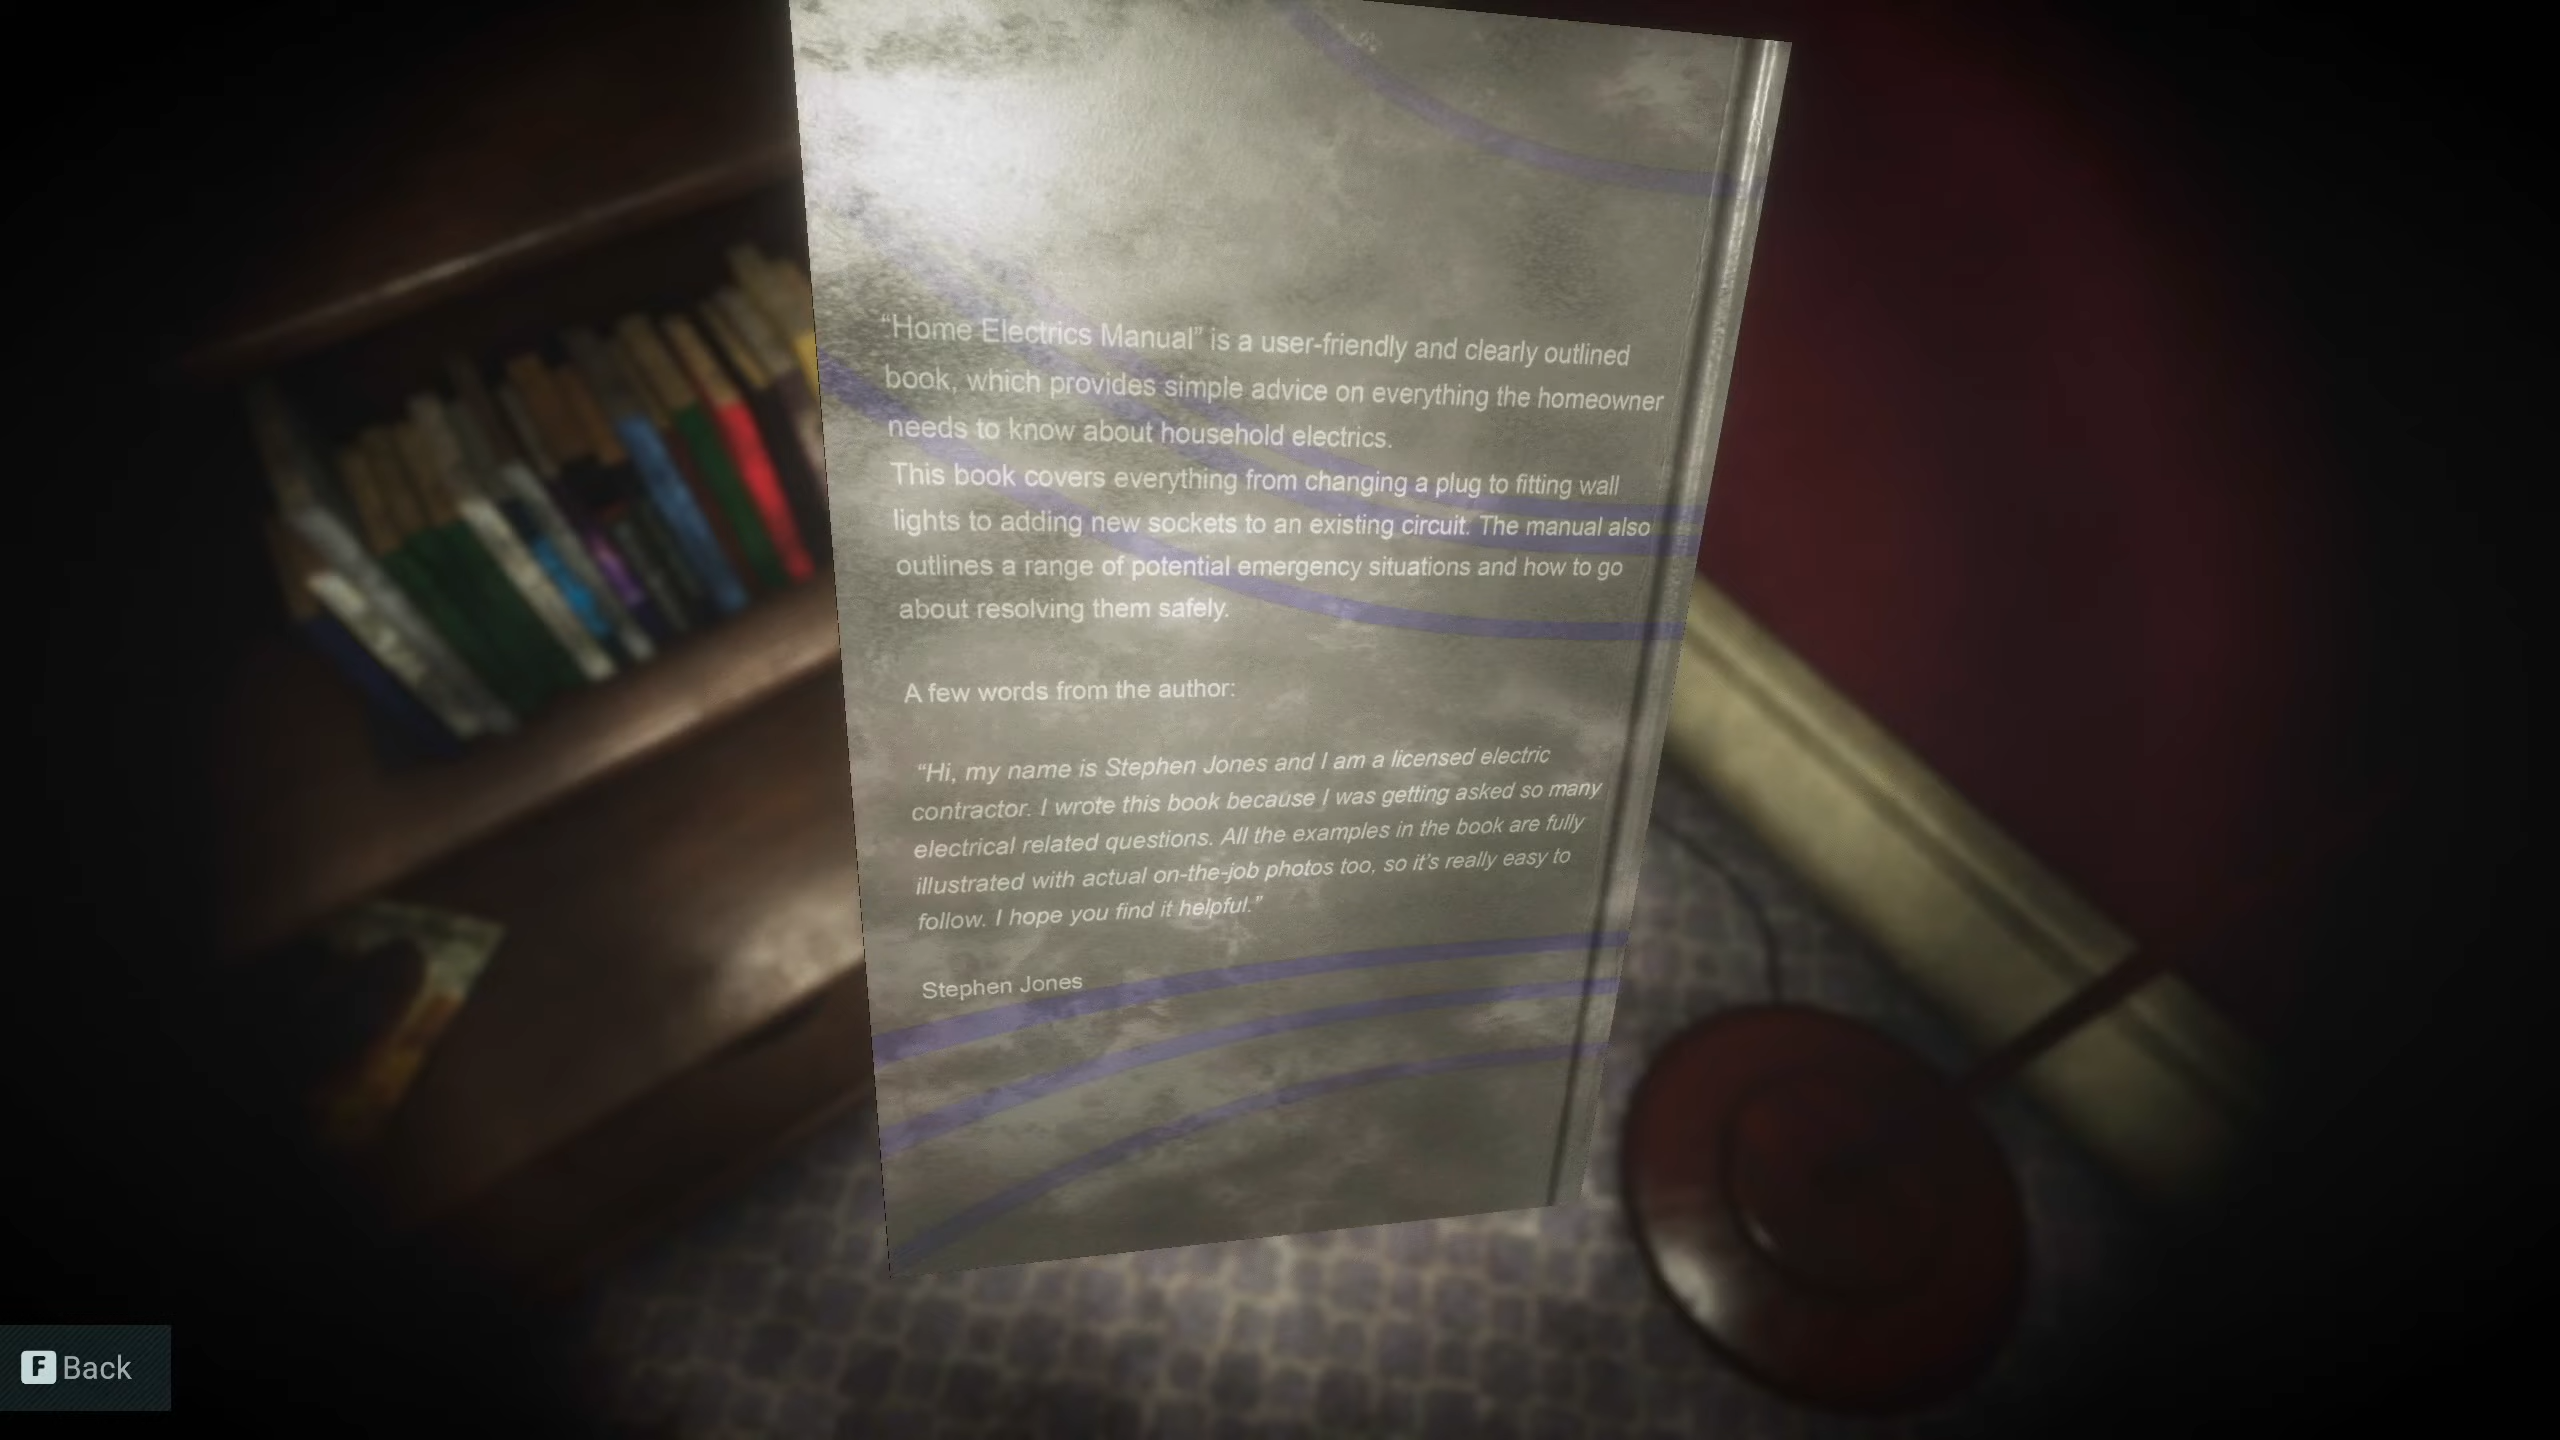 “Home Electrics Manual” is a user-friendly and clearly outlined
book, which provides simple advice on everything the homeowner
needs to know about household electrics.
This book covers everything from changing a plug to fitting wall
lights to adding new sockets to an existing circuit. The manual also
outlines a range of potential emergency situations and how to go
about resolving them safely.
A few words from the author:
“Hi, my name is Stephen Jones and I am a licensed electric
contractor. I wrote this book because I was getting asked so many
electrical related questions. All the examples in the book are fully
illustrated with actual on-the-job photos too, so it’s really easy to
follow. I hope you find it helpful.”
Stephen Jones
F Back